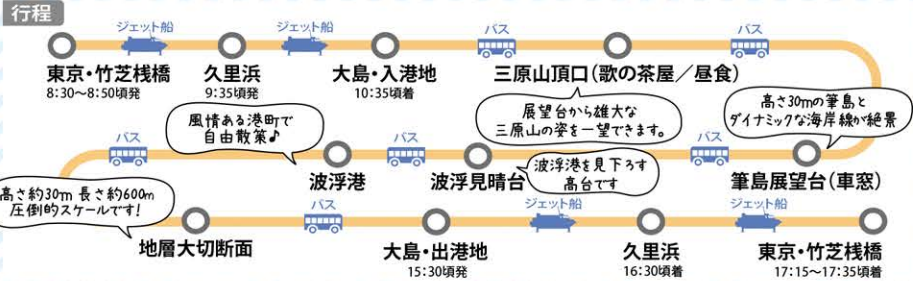 行程
ジェット船
ジェット船
バス
バス
東京・竹芝桟橋
8:30～8:50頃発
久里浜
9:35頃発
大島・入港地
10:35頃着
三原山頂口(歌の茶屋／昼食)
展望台から雄大な
三原山の姿を一望できます。
高さ30mの筆島と
ダイナミックな海岸線が絶景
風情ある港町で
自由散策♪
バス
バス
バス
波浮港
波浮見晴台
波浮港を見下ろす
高台です
筆島展望台(車窓)
高さ約30m 長さ約600m
圧倒的スケールです!
バス
ジェット船
ジェット船
地層大切断面
大島・出港地
15:30頃発
久里浜
16:30頃着
東京・竹芝桟橋
17:15～17:35頃着